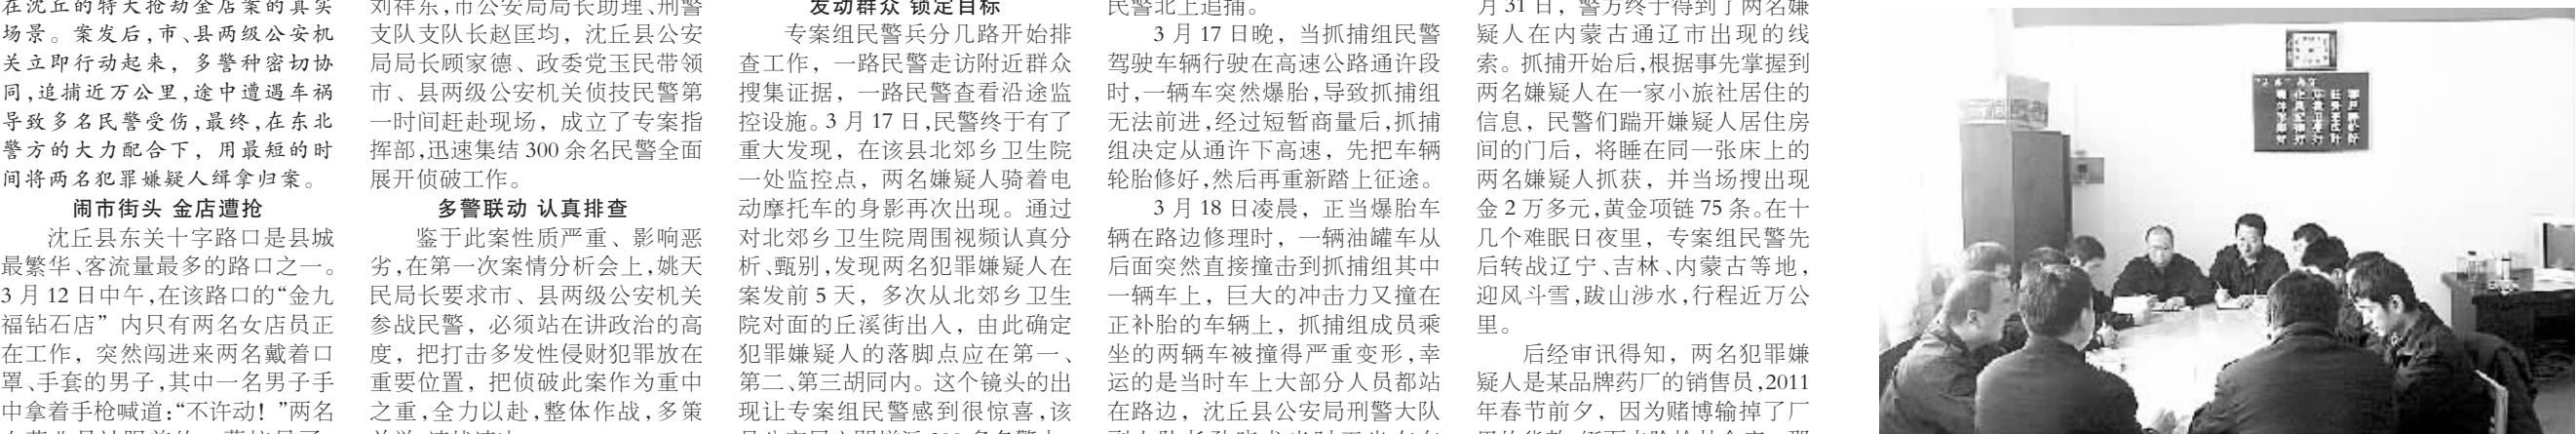 在沈丘的特大抢劫金店案的真实
场景。案发后,市、县两级公安机
关立即行动起来，多警种密切协
同,追捕近万公里,途中遭遇车祸
导致多名民警受伤,最终,在东北
警方的大力配合下，用最短的时
间将两名犯罪嫌疑人缉拿归案。
闹市街头 金店遭抢
沈丘县东关十字路口是县城
最繁华、客流量最多的路口之一。
3 月 12 日中午,在该路口的“金九
福钻石店”内只有两名女店员正
在工作，突然闯进来两名戴着口
罩、手套的男子,其中一名男子手
中拿着手枪喊道:“不许动！”两名
刘祥东,市公安局局长助理、刑警
支队支队长赵匡均，沈丘县公安
局局长顾家德、政委党玉民带领
市、县两级公安机关侦技民警第
一时间赶赴现场，成立了专案指
挥部,迅速集结 300 余名民警全面
展开侦破工作。
多警联动 认真排查
鉴于此案性质严重、影响恶
劣,在第一次案情分析会上,姚天
民局长要求市、县两级公安机关
参战民警，必须站在讲政治的高
度，把打击多发性侵财犯罪放在
重要位置，把侦破此案作为重中
之重,全力以赴,整体作战,多策
发动群众 锁定目标
专案组民警兵分几路开始排
查工作，一路民警走访附近群众
搜集证据，一路民警查看沿途监
控设施。3 月 17 日,民警终于有了
重大发现，在该县北郊乡卫生院
一处监控点，两名嫌疑人骑着电
动摩托车的身影再次出现。通过
对北郊乡卫生院周围视频认真分
析、甄别,发现两名犯罪嫌疑人在
案发前 5 天，多次从北郊乡卫生
院对面的丘溪街出入，由此确定
犯罪嫌疑人的落脚点应在第一、
第二、第三胡同内。这个镜头的出
现让专案组民警感到很惊喜,该
民警北上追捕。
3 月 17 日晚，当抓捕组民警
驾驶车辆行驶在高速公路通许段
时,一辆车突然爆胎,导致抓捕组
无法前进,经过短暂商量后,抓捕
组决定从通许下高速，先把车辆
轮胎修好,然后再重新踏上征途。
3 月 18 日凌晨，正当爆胎车
辆在路边修理时，一辆油罐车从
后面突然直接撞击到抓捕组其中
一辆车上，巨大的冲击力又撞在
正补胎的车辆上，抓捕组成员乘
坐的两辆车被撞得严重变形,幸
运的是当时车上大部分人员都站
在路边，沈丘县公安局刑警大队
月 31 日，警方终于得到了两名嫌
疑人在内蒙古通辽市出现的线
索。抓捕开始后,根据事先掌握到
两名嫌疑人在一家小旅社居住的
信息，民警们踹开嫌疑人居住房
间的门后，将睡在同一张床上的
两名嫌疑人抓获，并当场搜出现
金 2 万多元,黄金项链 75 条。在十
几个难眠日夜里，专案组民警先
后转战辽宁、吉林、内蒙古等地,
迎风斗雪,跋山涉水,行程近万公
里。
后经审讯得知，两名犯罪嫌
疑人是某品牌药厂的销售员,2011
年春节前夕，因为赌博输掉了厂